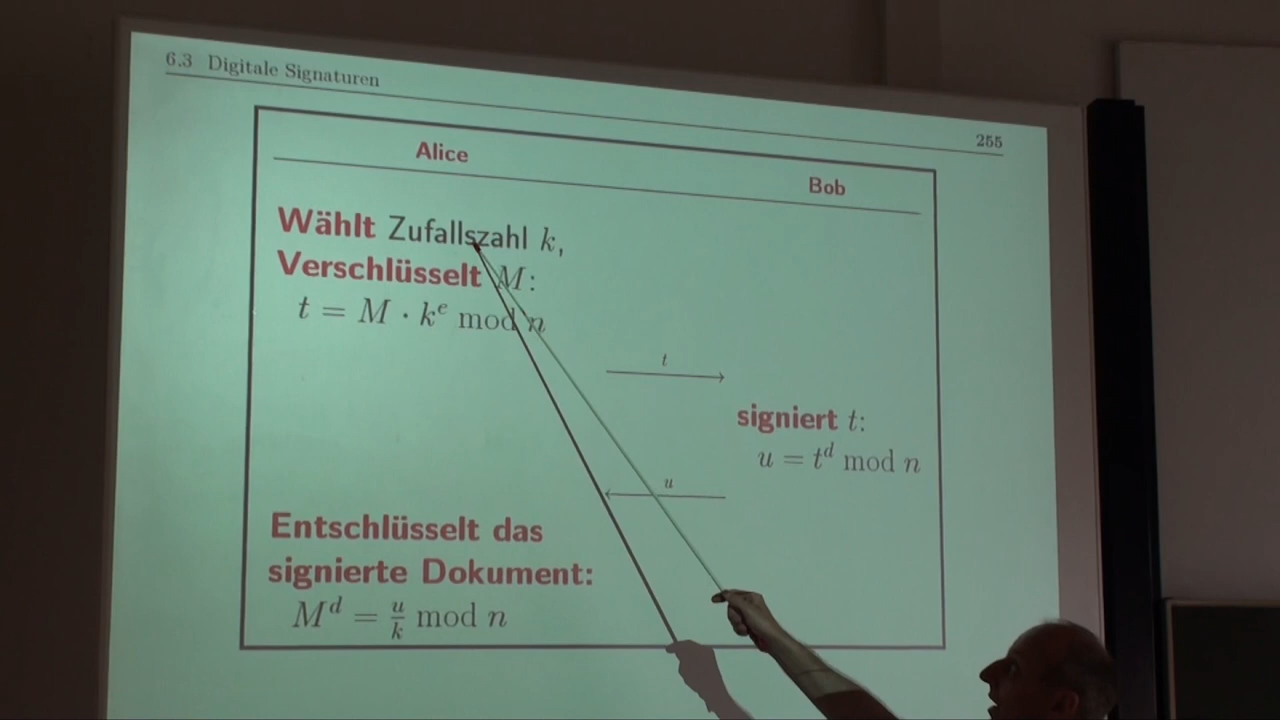 6.3 Digitale Signaturen
255
Alice
Bob
Wählt Zufallszahl k,
Verschlüsselt M:
t = M · k^e mod n
t
signiert t:
u = t^d mod n
u
Entschlüsselt das
signierte Dokument:
M^d = u/k mod n